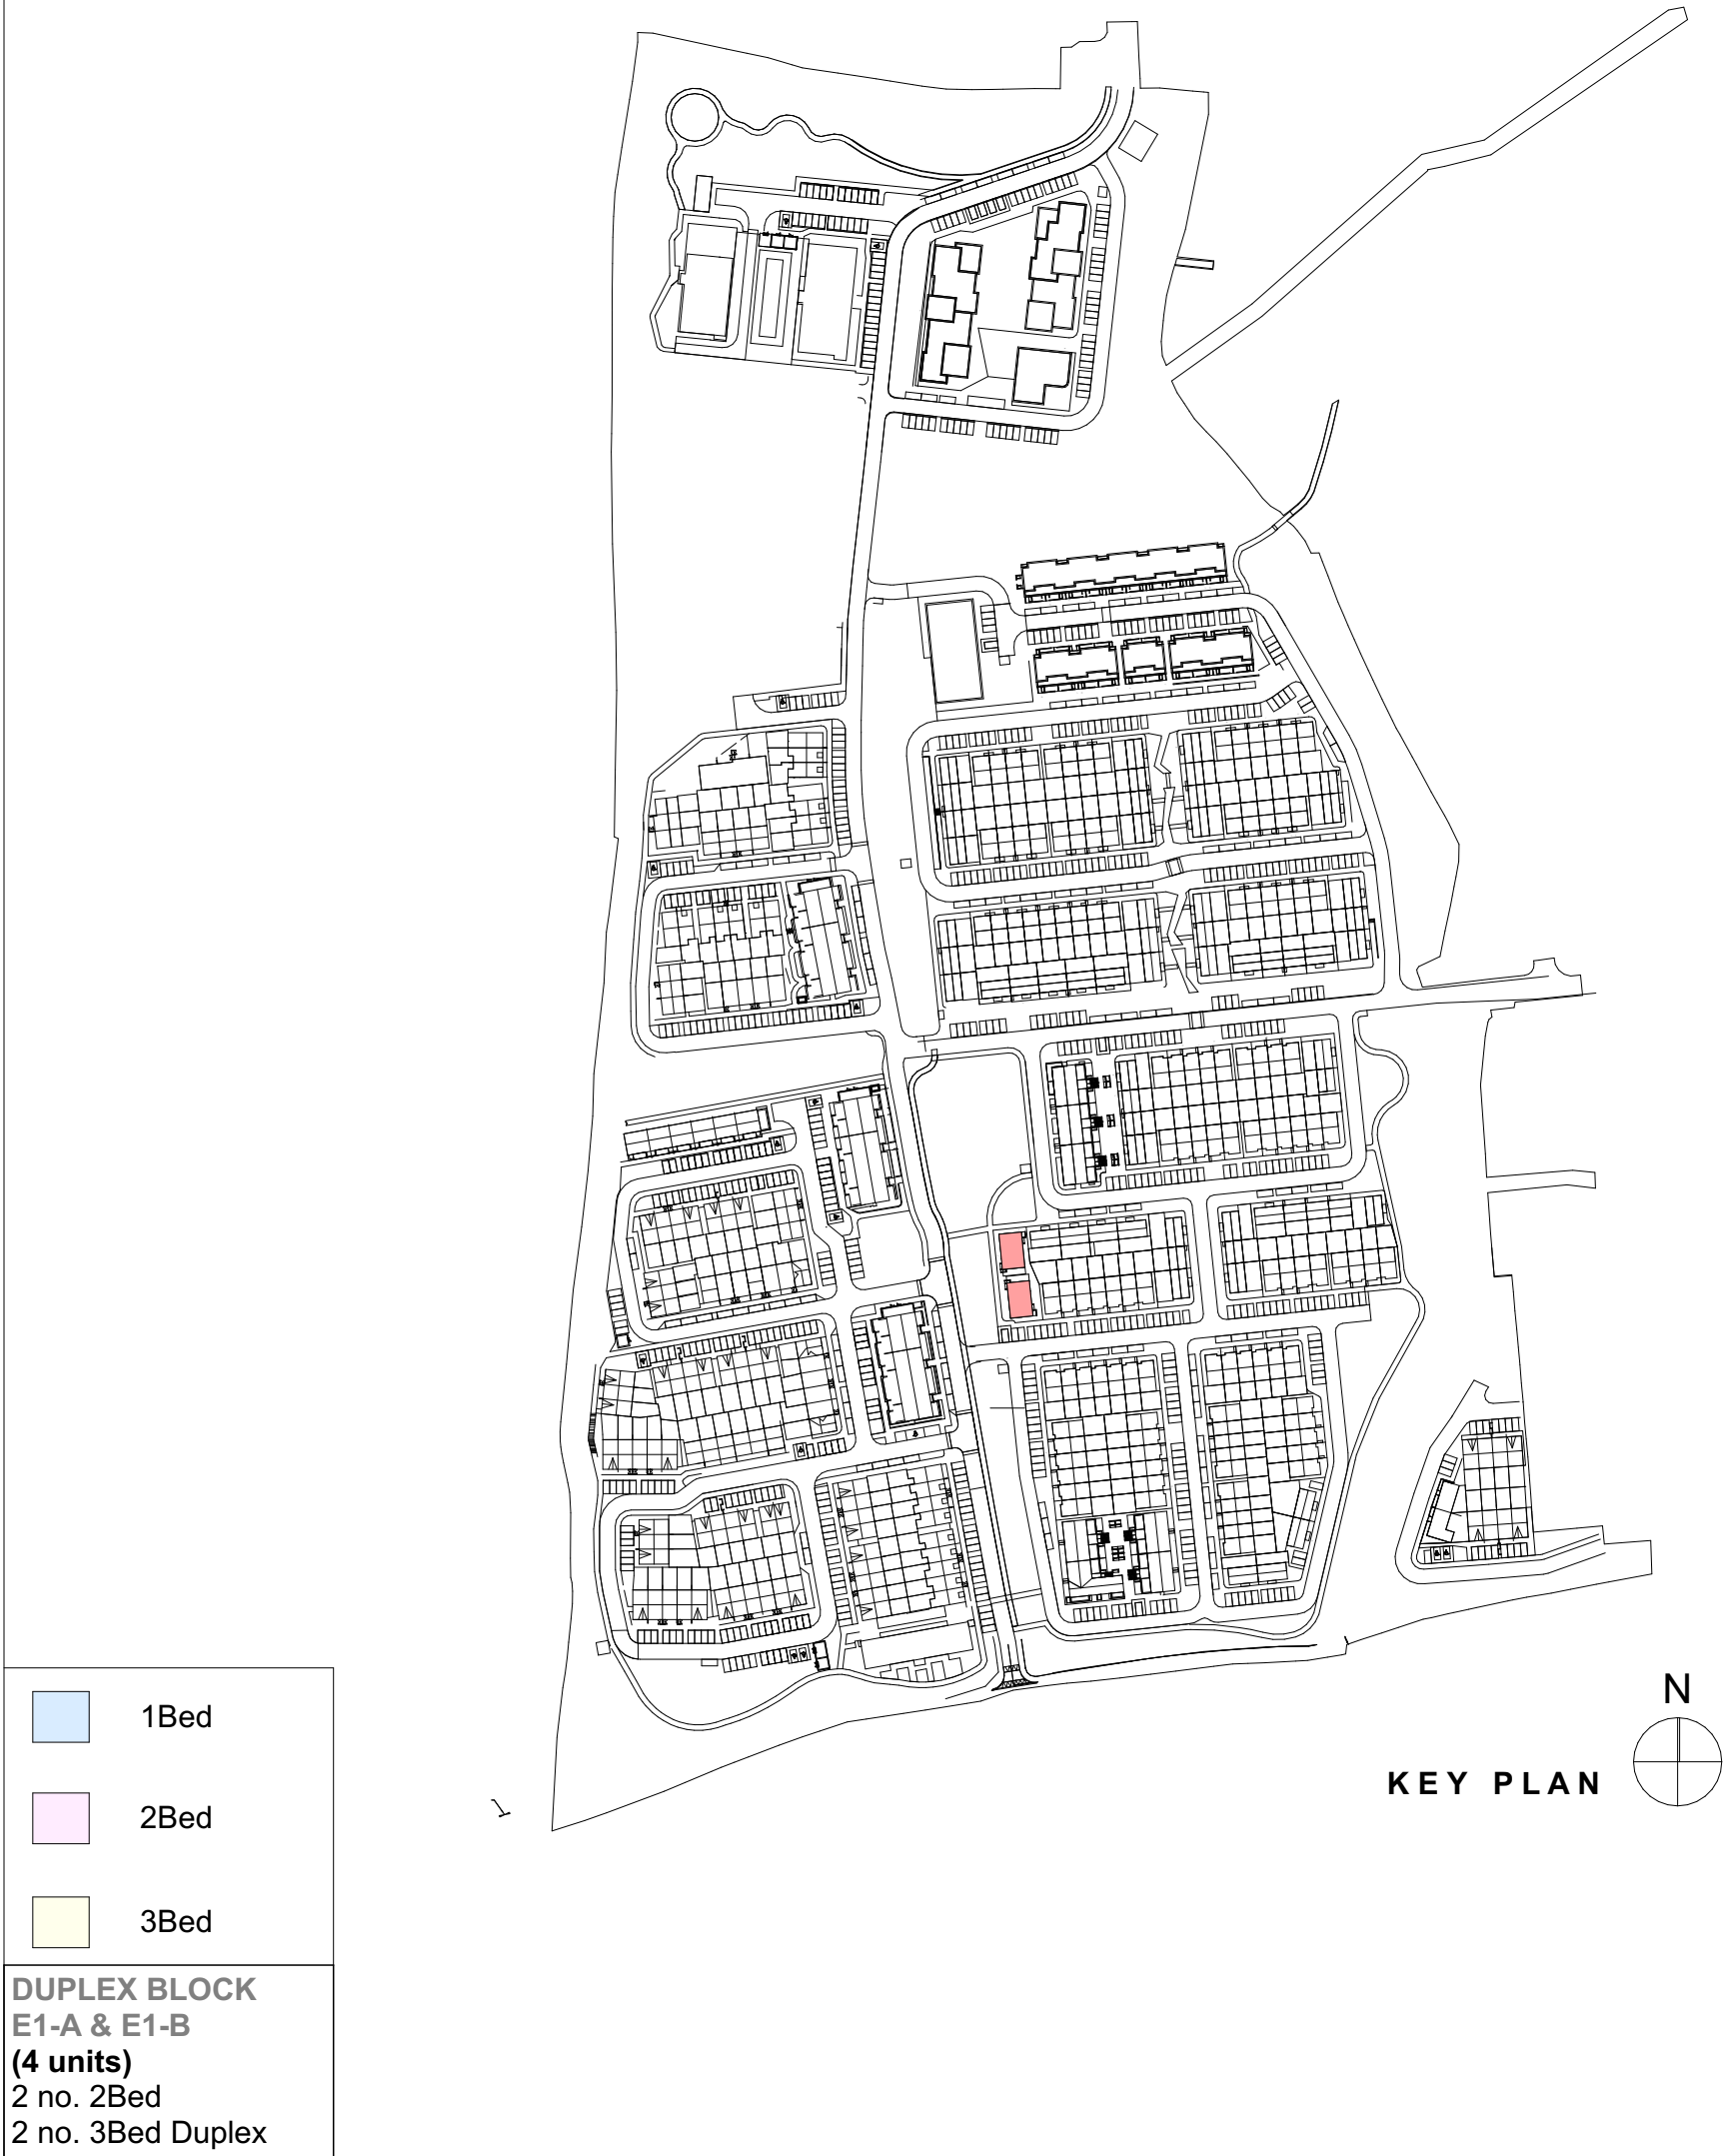 N
KEY PLAN
1Bed
2Bed
3Bed
DUPLEX BLOCK
E1-A & E1-B
(4 units)
2 no. 2Bed
2 no. 3Bed Duplex